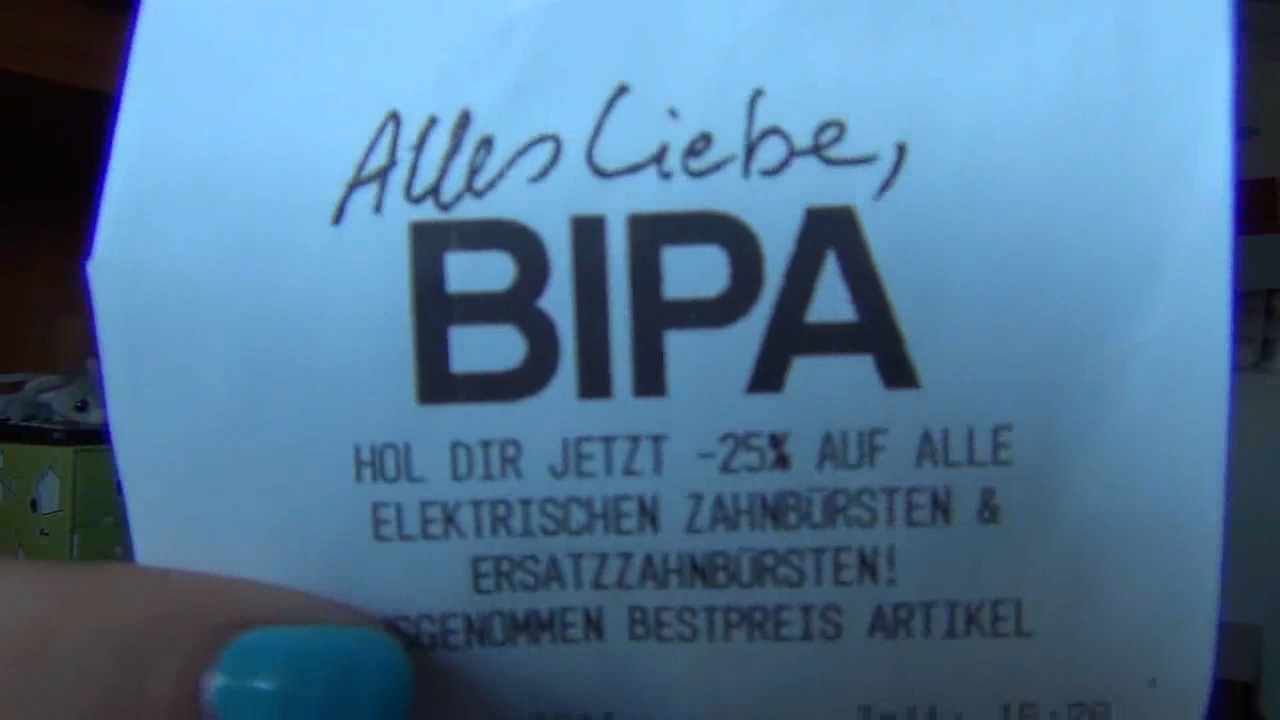 Alles Liebe,
BIPA
HOL DIR JETZT -25% AUF ALLE
ELEKTRISCHEN ZAHNBÜRSTEN &
ERSATZZAHNBÜRSTEN!
BESTPREIS ARTIKEL